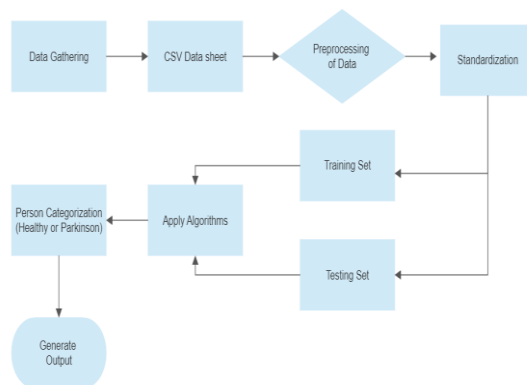 Data Gathering
CSV Data sheet
Preprocessing
of Data
Standardization
Training Set
Person Categorization
(Healthy or Parkinson)
Apply Algorithms
Testing Set
Generate
Output